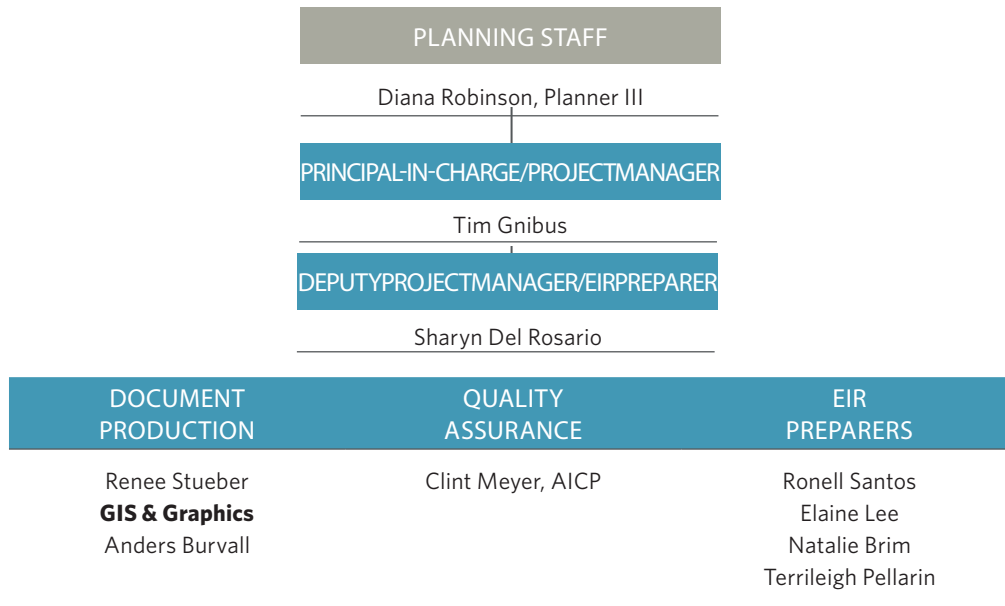 PLANNING STAFF
Diana Robinson, Planner III
PRINCIPAL-IN-CHARGE/PROJECTMANAGER
Tim Gnibus
DEPUTYPROJECTMANAGER/EIRPREPARER
Sharyn Del Rosario
DOCUMENT
PRODUCTION
Renee Stueber
GIS & Graphics
Anders Burvall
QUALITY
ASSURANCE
Clint Meyer, AICP
EIR
PREPARERS
Ronell Santos
Elaine Lee
Natalie Brim
Terrileigh Pellarin